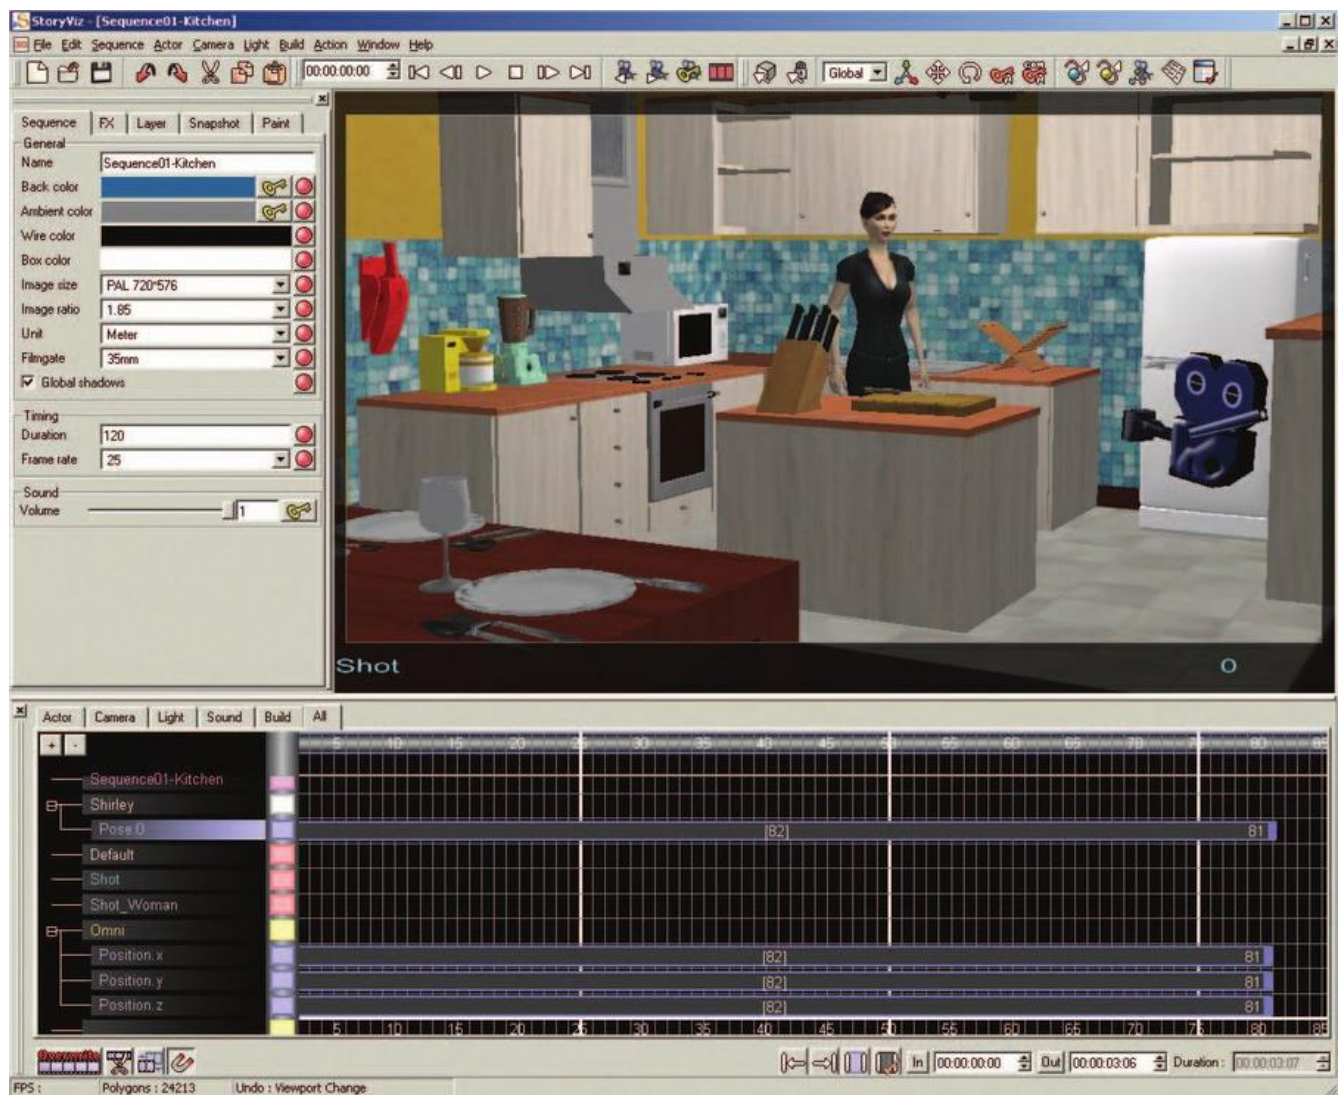 StoryViz - [Sequence01-Kitchen]
File Edit Sequence Actor Camera Light Build Action Window Help
00:00:00:00 Global
Sequence FX Layer Snapshot Paint
General
Name Sequence01-Kitchen
Back color
Ambient color
Wire color
Box color
Image size PAL 720*576
Image ratio 1.85
Unit Meter
Filmgate 35mm
Global shadows
Timing
Duration 120
Frame rate 25
Sound
Volume 1
Shot 0
Actor Camera Light Sound Build All
+ - 5 10 15 20 25 30 35 40 45 50 55 60 65 70 75 80 85
Sequence01-Kitchen
Shirley
Pose.0 [82] 81
Default
Shot
Shot_Woman
Omni
Position.x [82] 81
Position.y [82] 81
Position.z [82] 81
5 10 15 20 25 30 35 40 45 50 55 60 65 70 75 80 85
Overwrite In 00:00:00:00 Out 00:00:03:06 Duration : 00:00:03:07
FPS : Polygons : 24213 Undo : Viewport Change